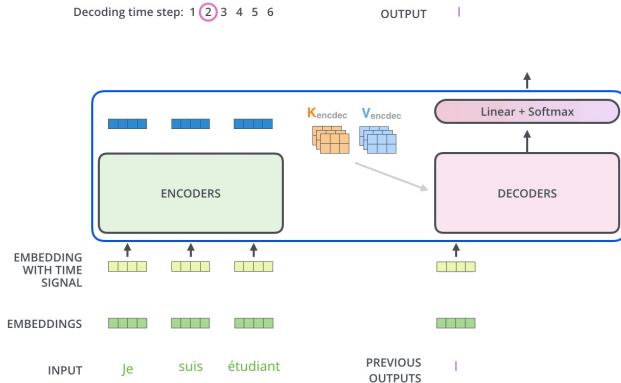 Decoding time step: 1 2 3 4 5 6
OUTPUT I
Kencdec Vencdec
Linear + Softmax
ENCODERS
DECODERS
EMBEDDING
WITH TIME
SIGNAL
EMBEDDINGS
INPUT Je suis étudiant
PREVIOUS
OUTPUTS I